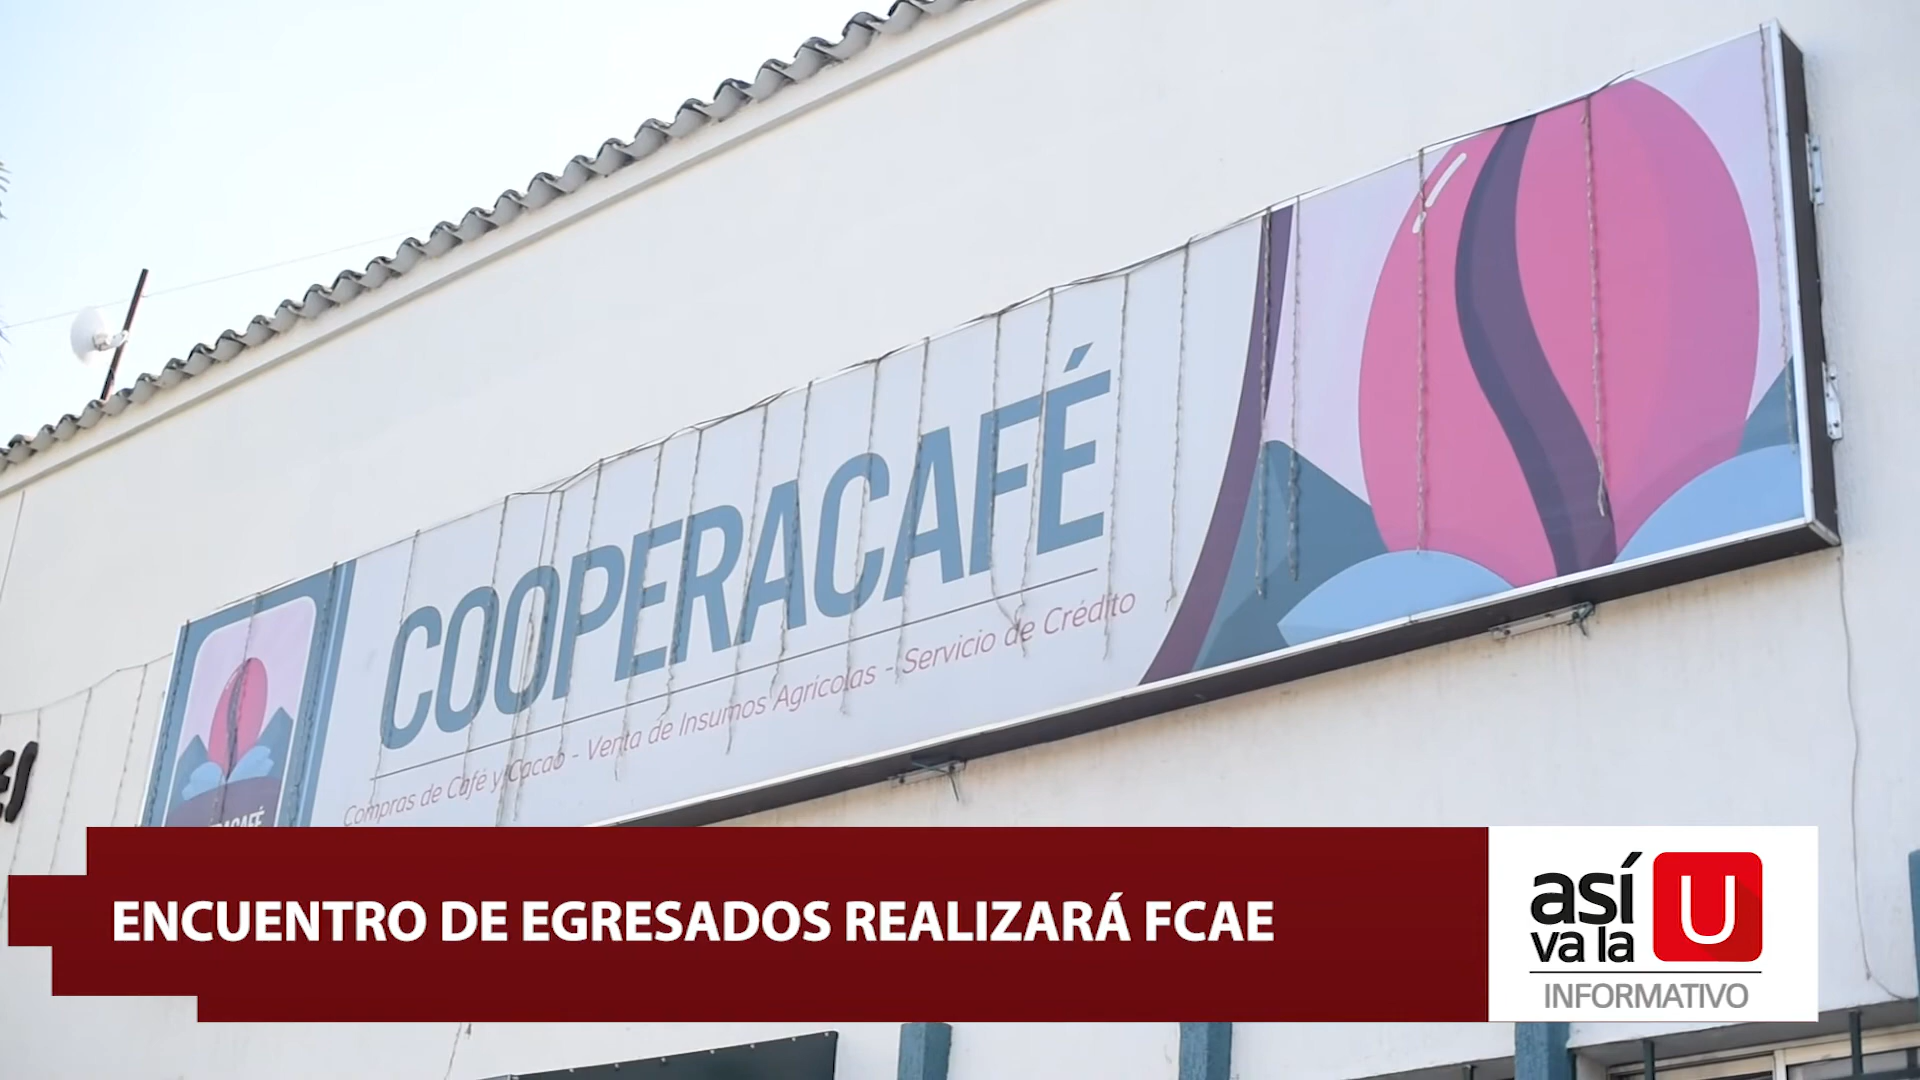 COOPERACAFÉ
Compras de Café y Cacao - Venta de Insumos Agrícolas - Servicio de Crédito
ENCUENTRO DE EGRESADOS REALIZARÁ FCAE
así
va la
U
INFORMATIVO